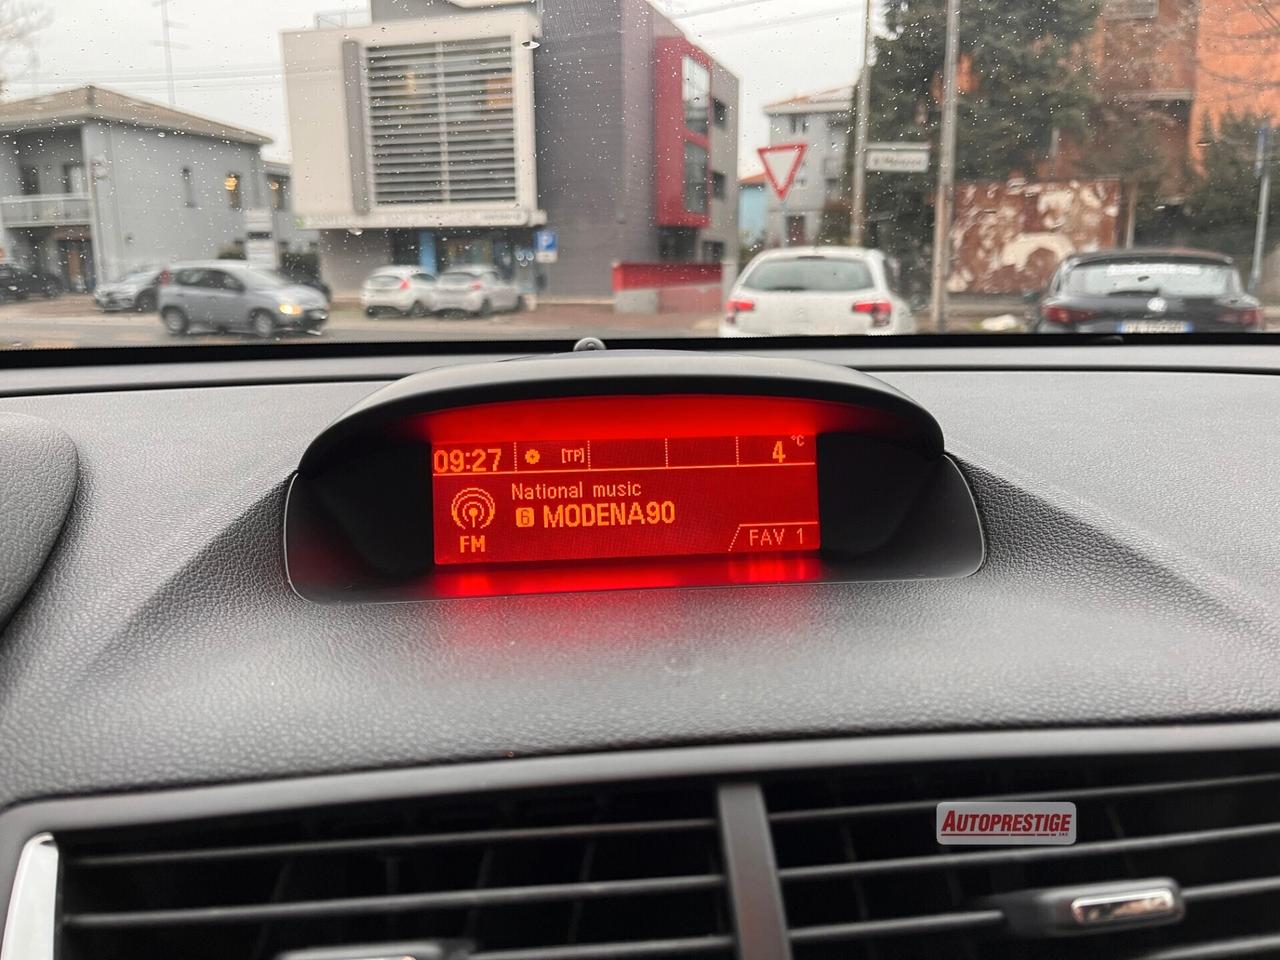 P
09:27 [TP] 4 °C
National music
6 MODENA90
FM
FAV 1
AUTOPRESTIGE